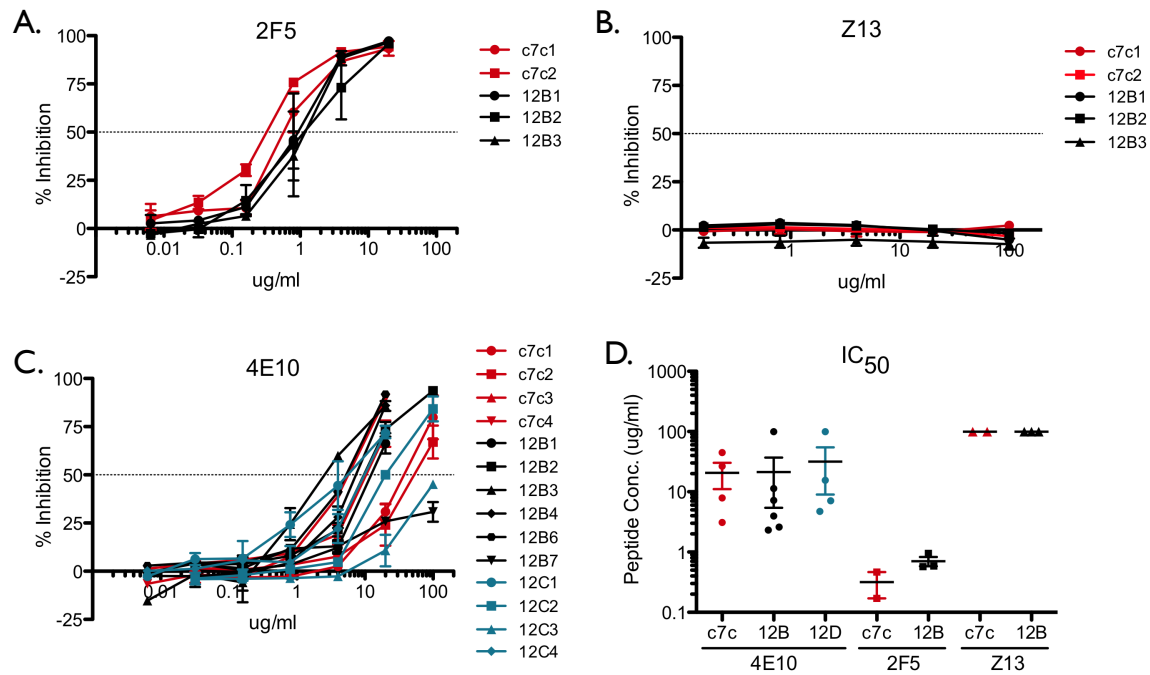 A.
2F5
100
75
50
25
0
-25
% Inhibition
0.01
0.1
1
10
100
ug/ml
c7c1
c7c2
12B1
12B2
12B3
B.
Z13
100
75
50
25
0
-25
% Inhibition
1
10
100
ug/ml
c7c1
c7c2
12B1
12B2
12B3
C.
4E10
100
75
50
25
0
-25
% Inhibition
0.01
0.1
1
10
100
ug/ml
c7c1
c7c2
c7c3
c7c4
12B1
12B2
12B3
12B4
12B6
12B7
12C1
12C2
12C3
12C4
D.
IC50
1000
100
10
1
0.1
Peptide Conc. (ug/ml)
c7c 12B 12D c7c 12B c7c 12B
4E10 2F5 Z13